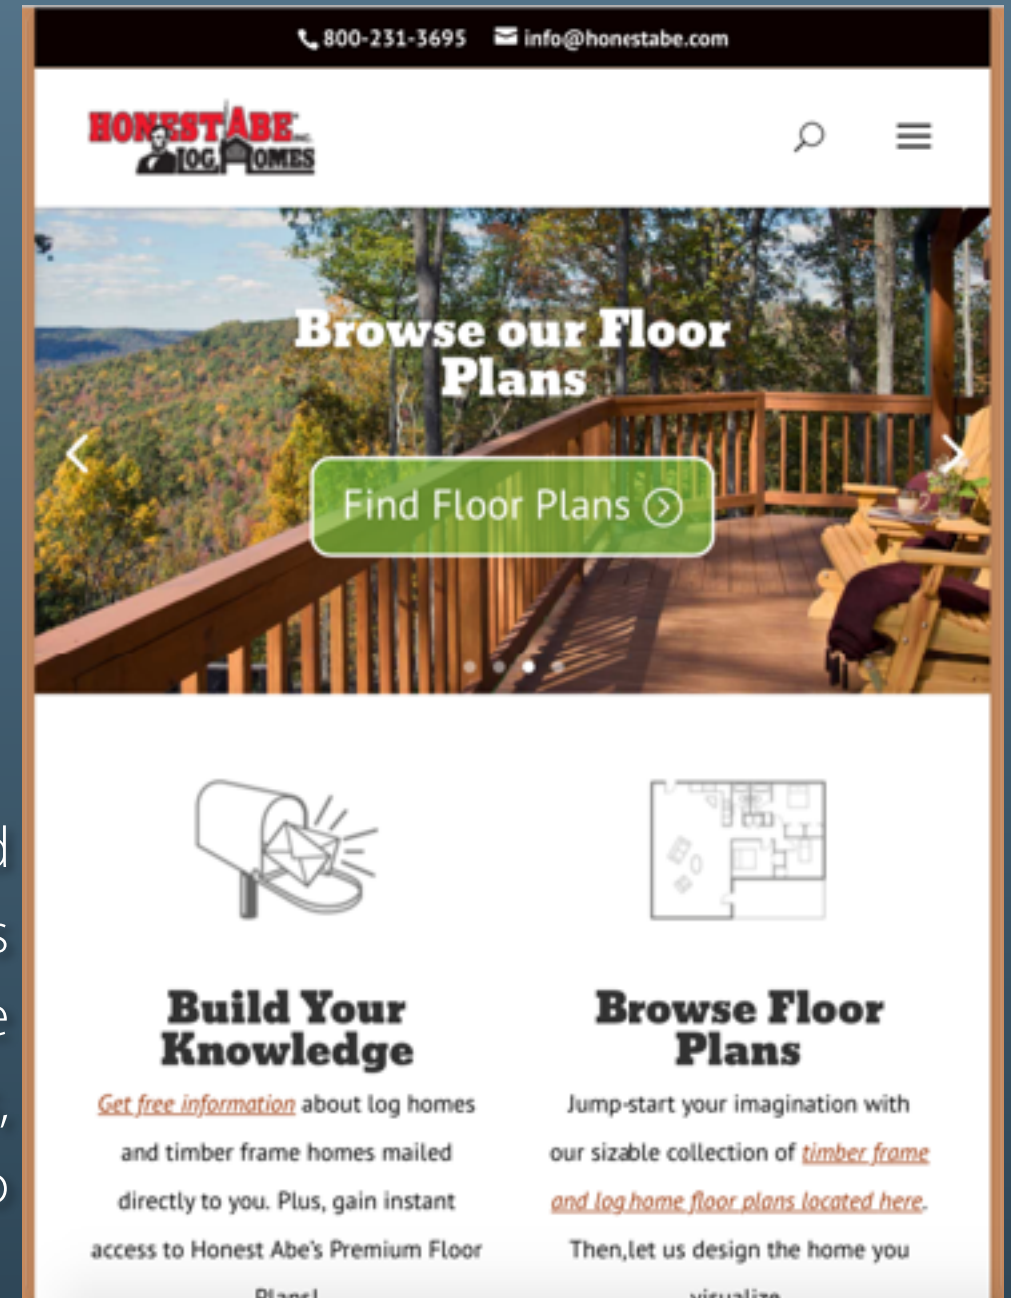 800-231-3695 info@honestabe.com
HONEST ABE INC.
LOG HOMES
Browse our Floor
Plans
Find Floor Plans
Build Your
Knowledge
Get free information about log homes
and timber frame homes mailed
directly to you. Plus, gain instant
access to Honest Abe's Premium Floor
Plans!
Browse Floor
Plans
Jump-start your imagination with
our sizable collection of timber frame
and log home floor plans located here.
Then,let us design the home you
visualize